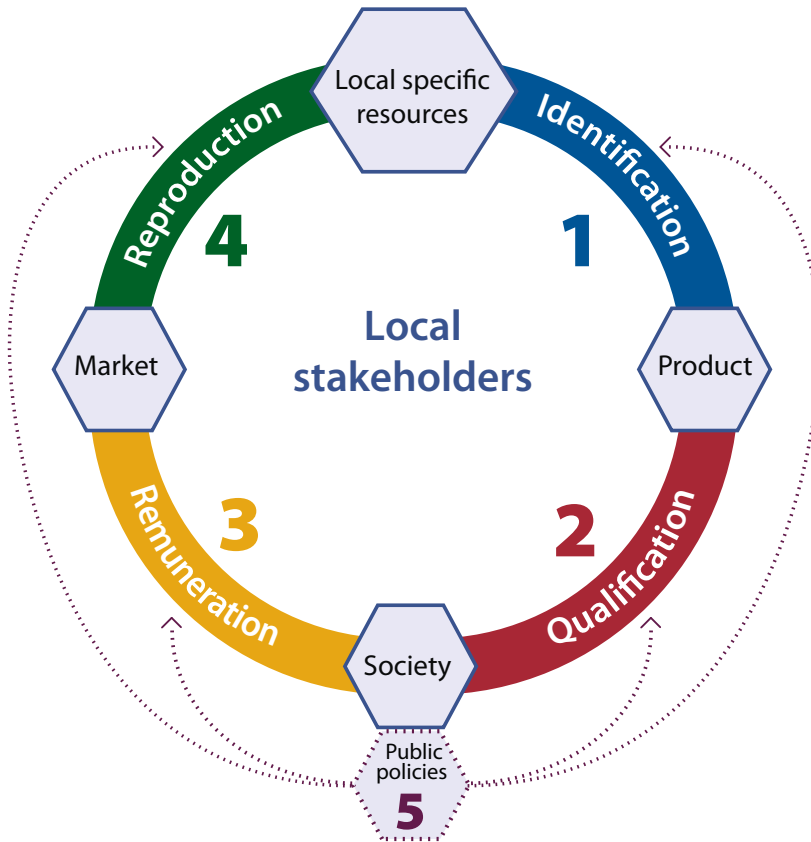 Local specific
resources
Reproduction
Identification
4
1
Local
stakeholders
Market
Product
3
2
Remuneration
Qualification
Society
Public
policies
5